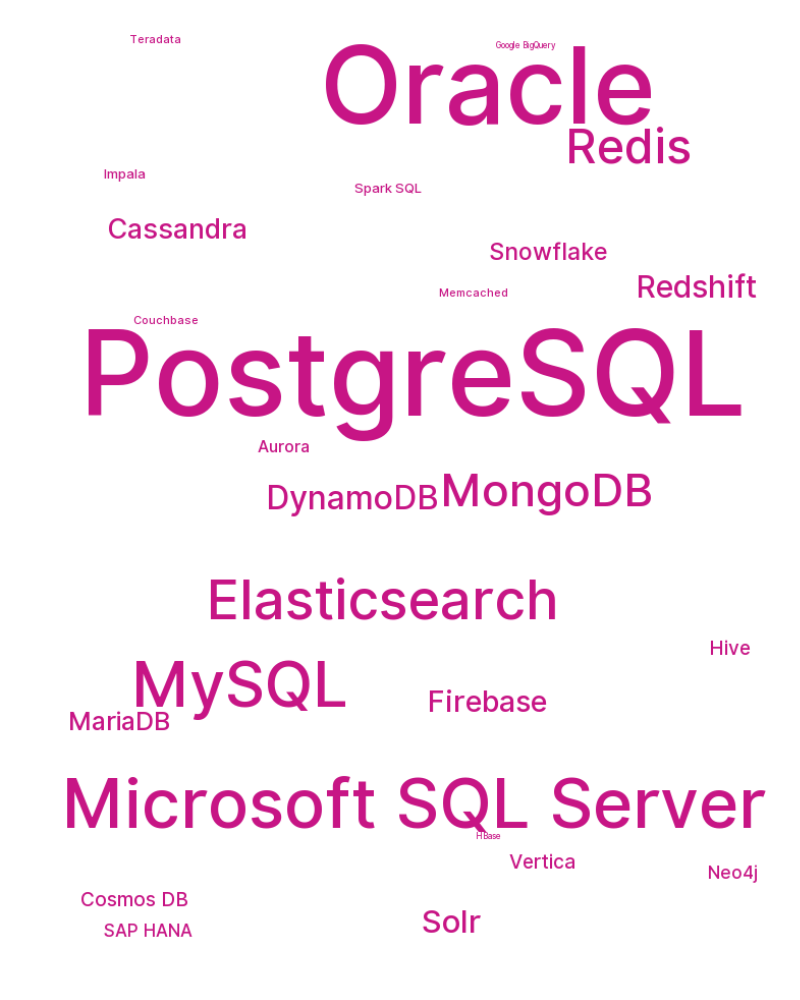 Teradata
Google BigQuery
Oracle
Redis
Impala
Spark SQL
Cassandra
Snowflake
Redshift
Memcached
Couchbase
PostgreSQL
Aurora
DynamoDB
MongoDB
Elasticsearch
Hive
MySQL
Firebase
MariaDB
Microsoft SQL Server
HBase
Vertica
Neo4j
Cosmos DB
Solr
SAP HANA